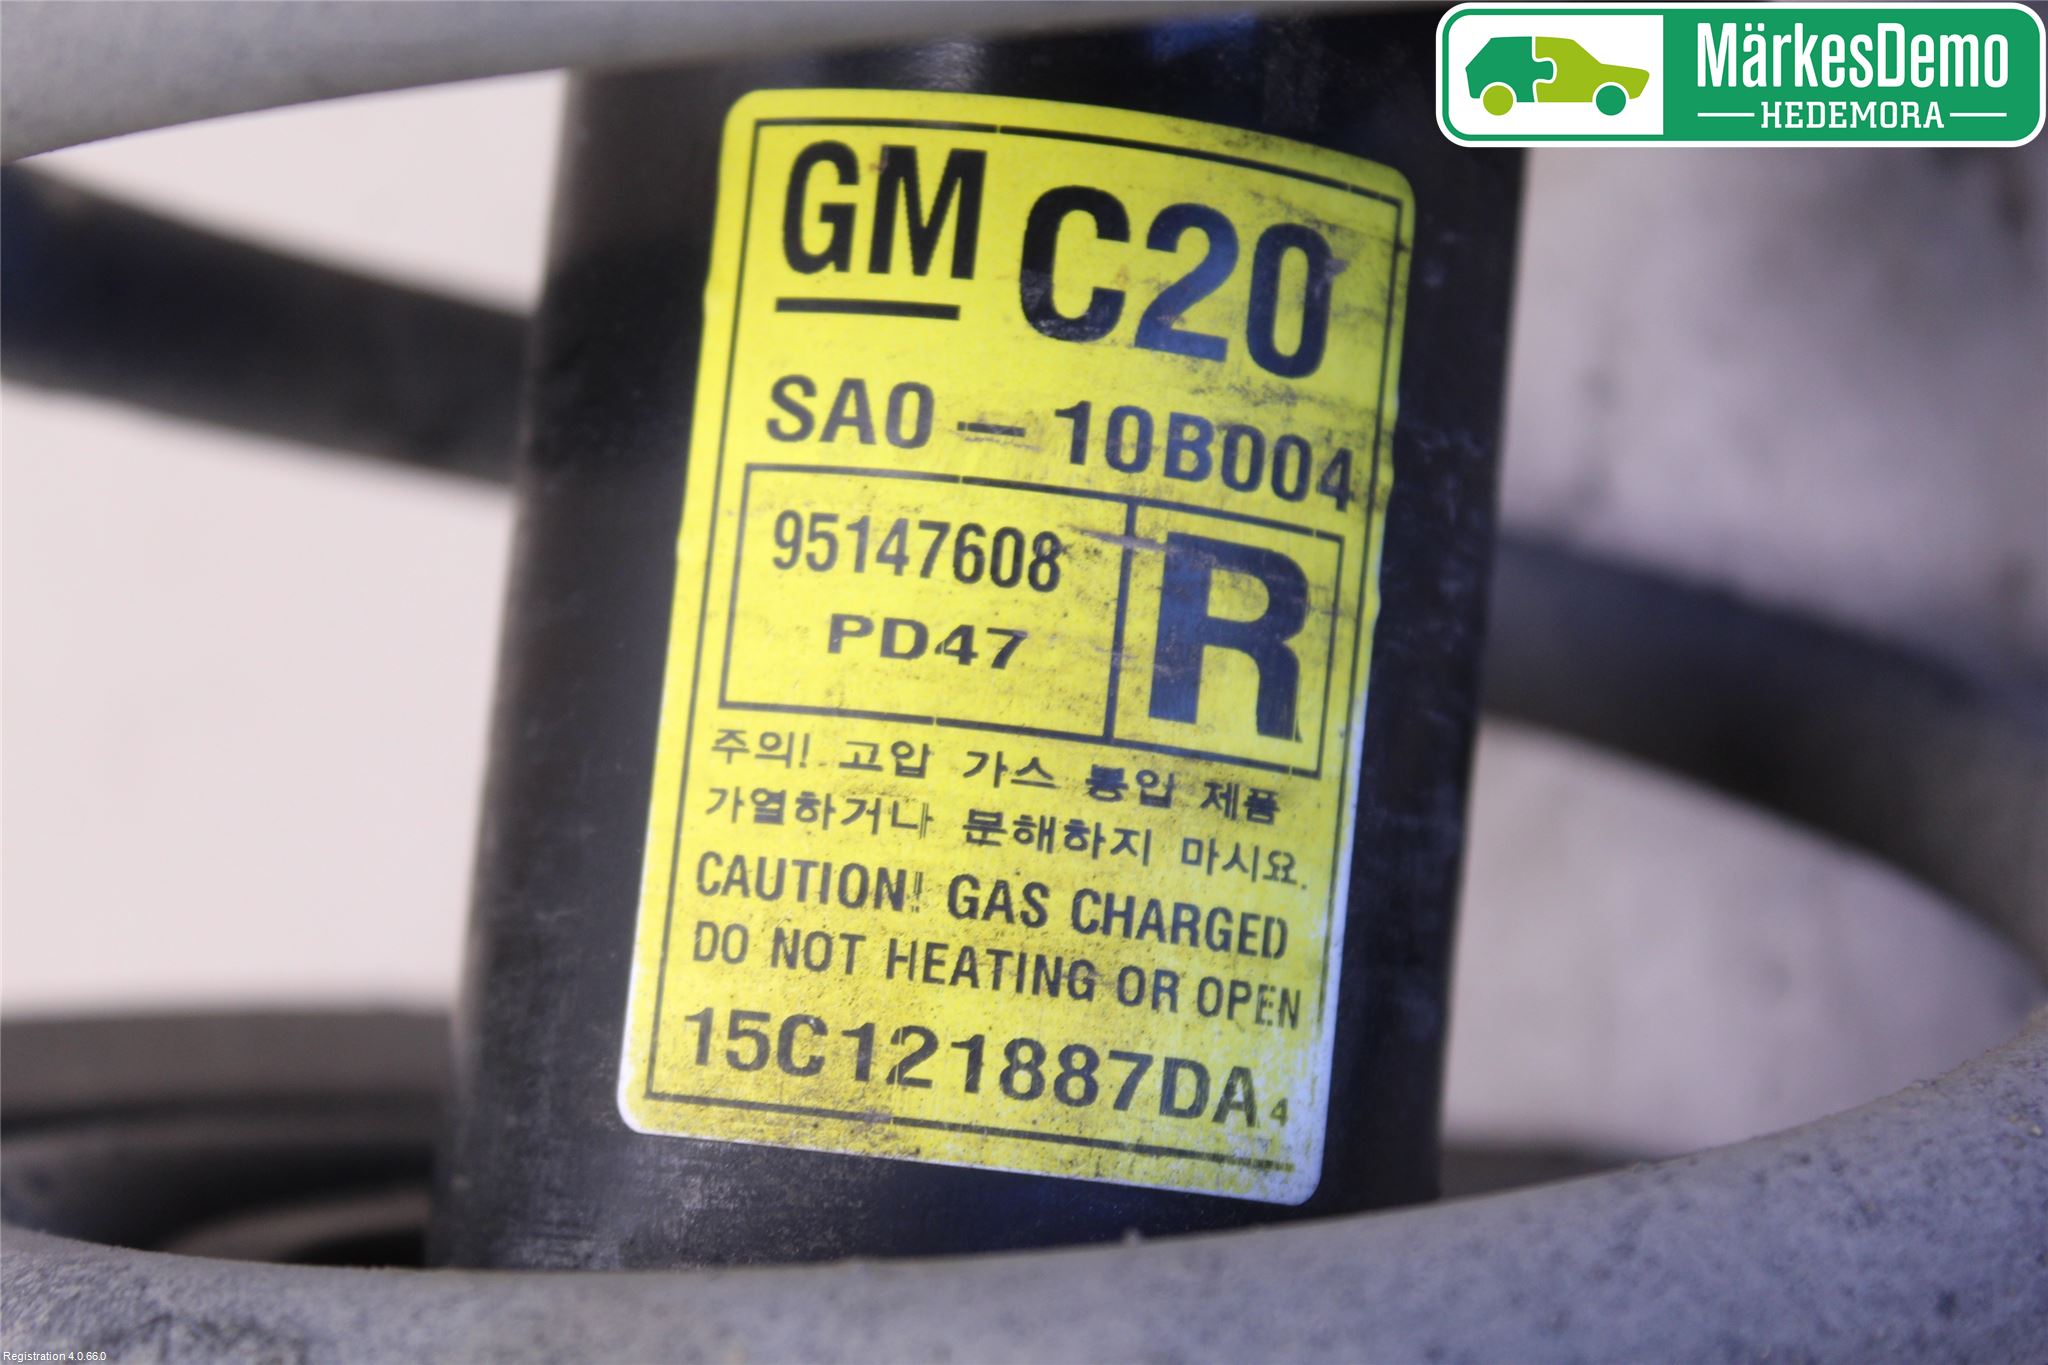 MärkesDemo
HEDEMORA
GM C20
SA0 - 10B004
95147608
PD47
R
주의! 고압 가스 봉압 제품
가열하거나 분해하지 마시요.
CAUTION! GAS CHARGED
DO NOT HEATING OR OPEN
15C121887DA4
Registration 4.0.66.0